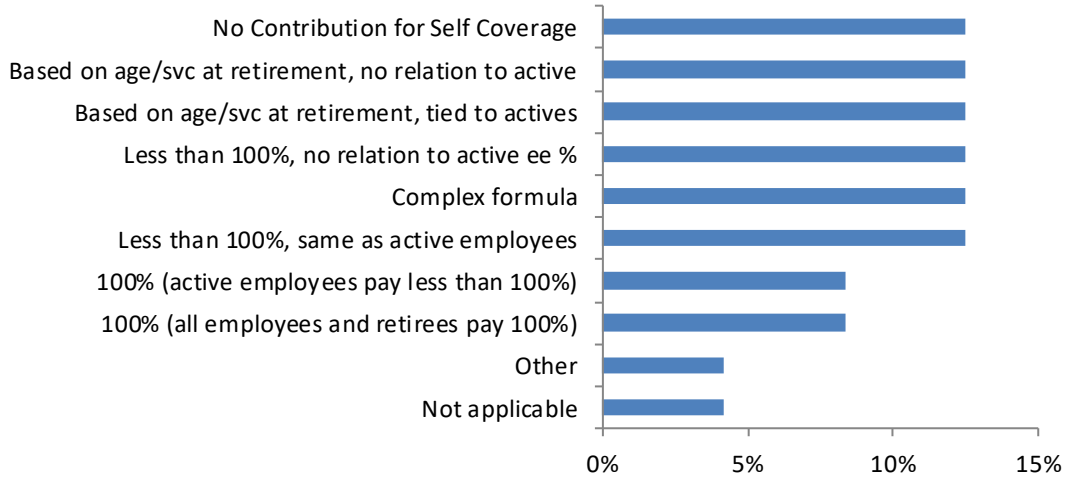 No Contribution for Self Coverage
Based on age/svc at retirement, no relation to active
Based on age/svc at retirement, tied to actives
Less than 100%, no relation to active ee %
Complex formula
Less than 100%, same as active employees
100% (active employees pay less than 100%)
100% (all employees and retirees pay 100%)
Other
Not applicable
0% 5% 10% 15%